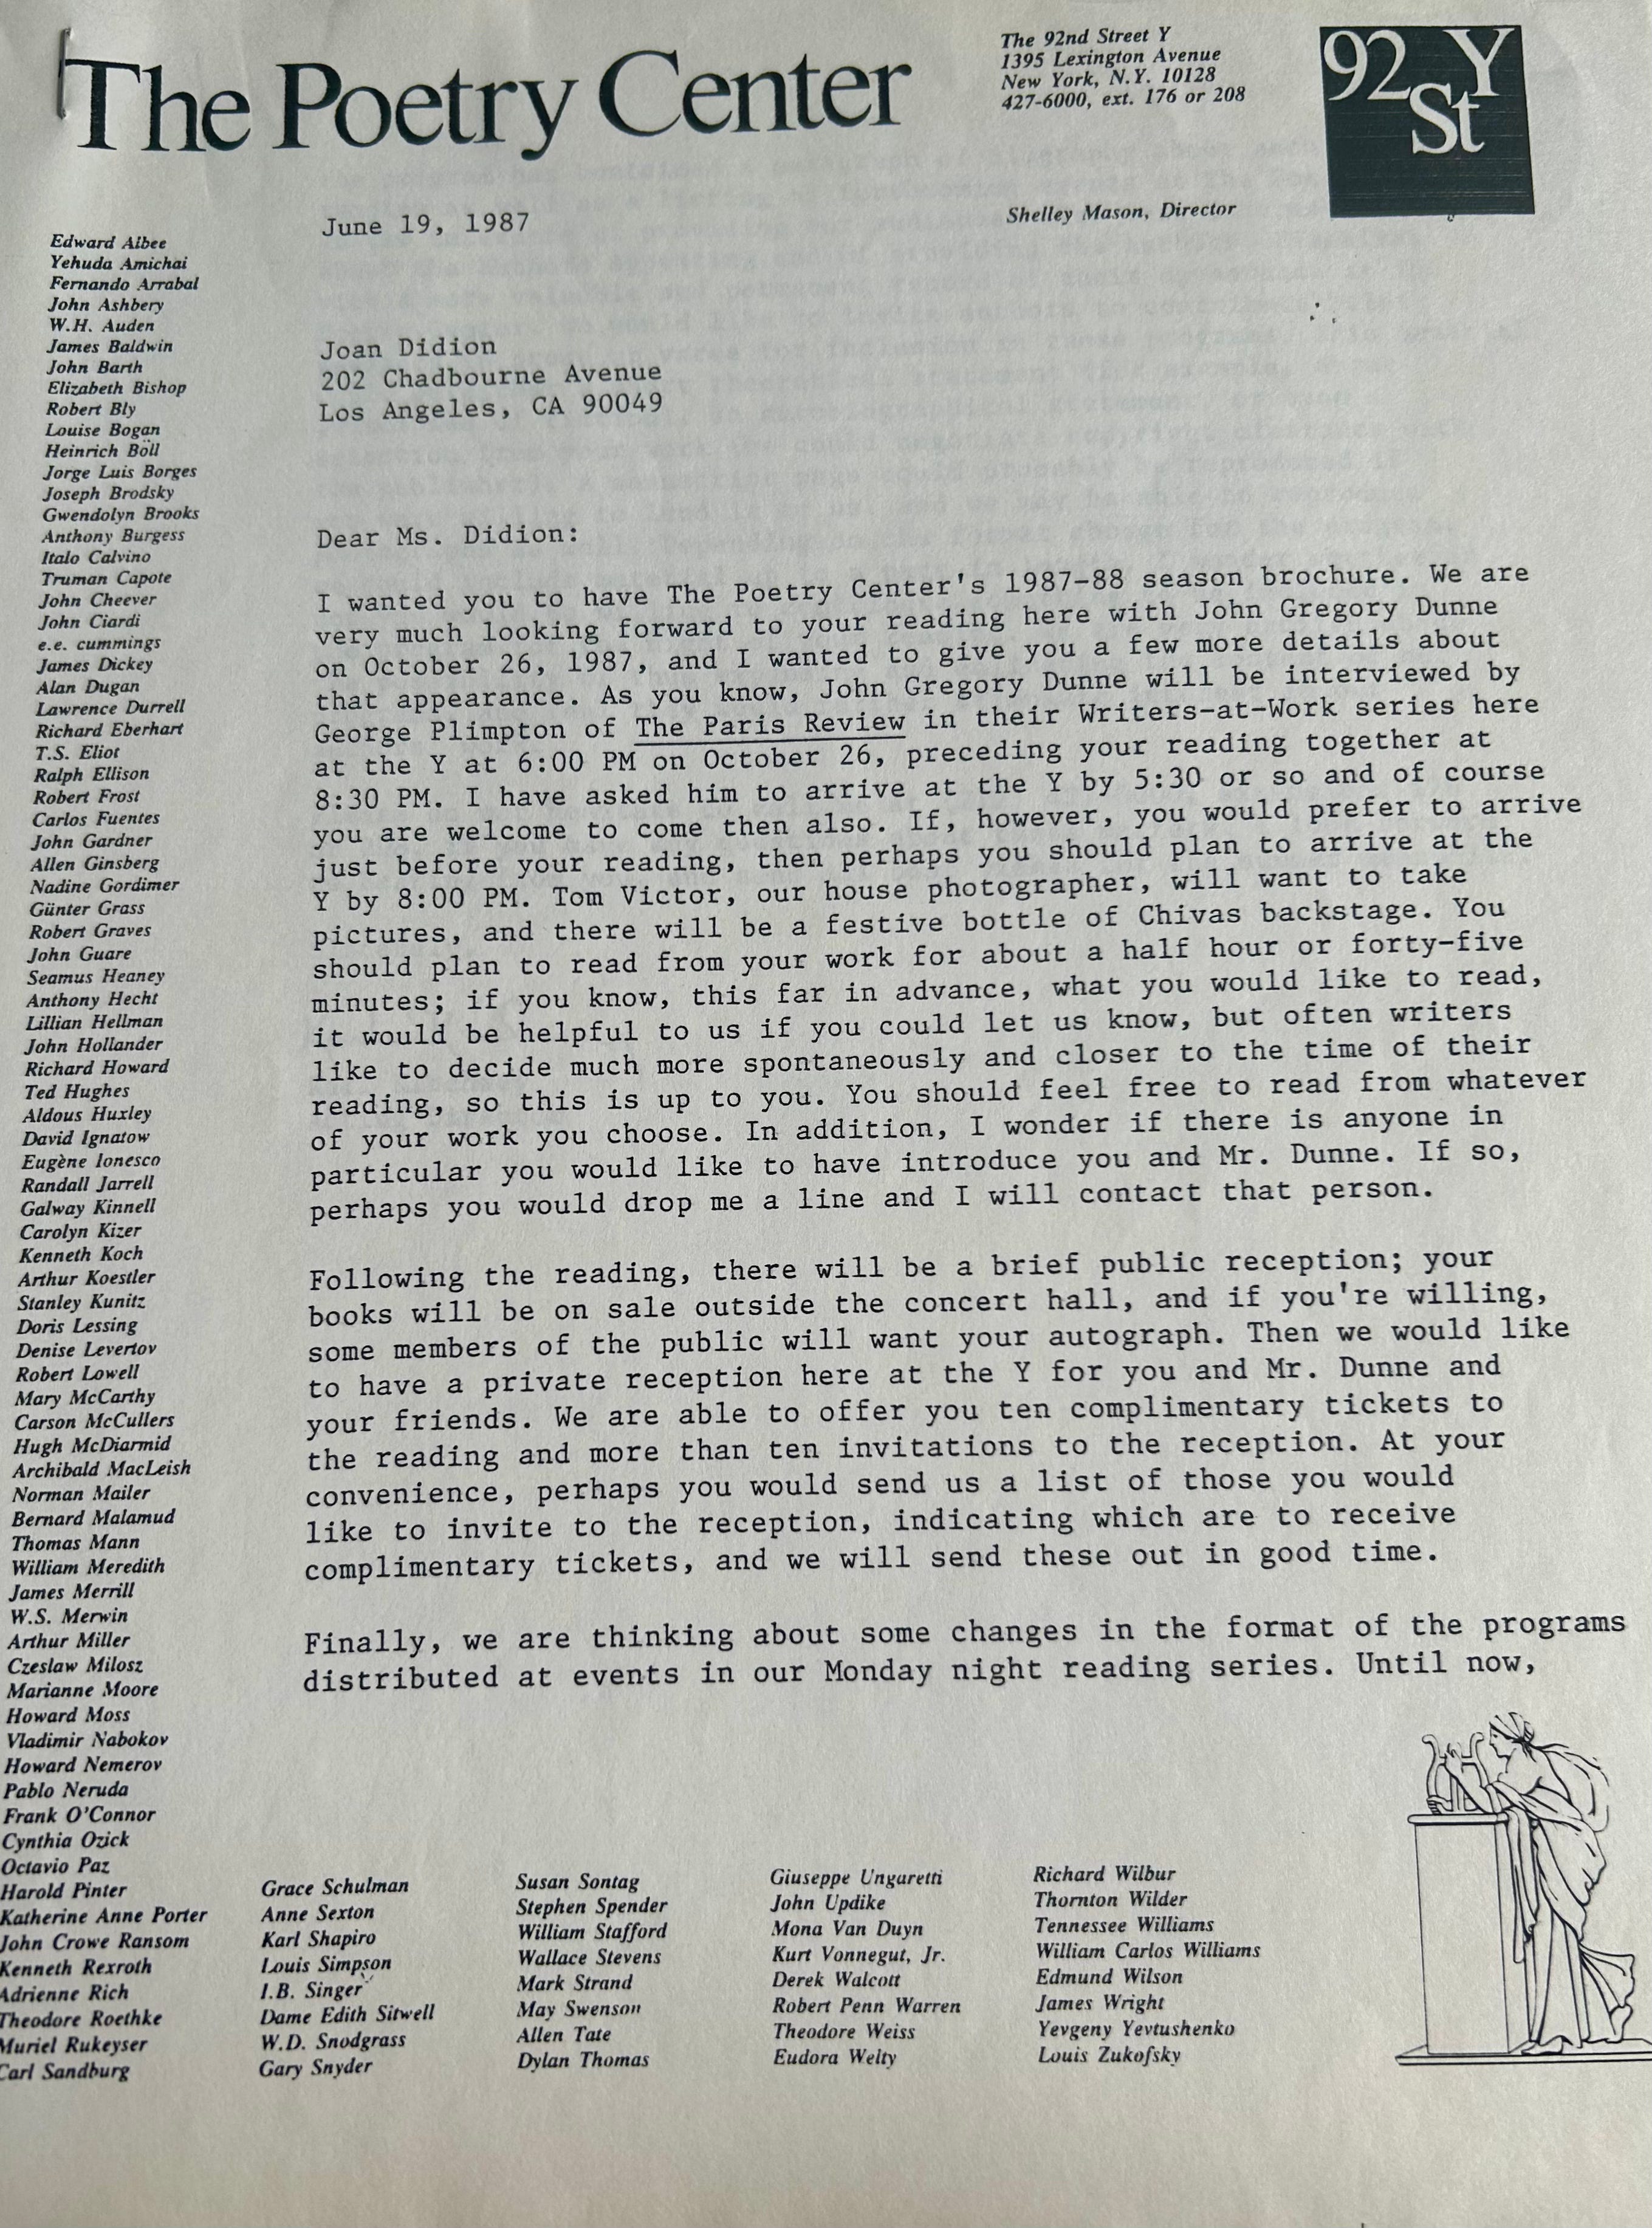 The Poetry Center
The 92nd Street Y
1395 Lexington Avenue
New York, N.Y. 10128
427-6000, ext. 176 or 208
92 St Y
Shelley Mason, Director
June 19, 1987
Joan Didion
202 Chadbourne Avenue
Los Angeles, CA 90049
Dear Ms. Didion:
I wanted you to have The Poetry Center's 1987-88 season brochure. We are
very much looking forward to your reading here with John Gregory Dunne
on October 26, 1987, and I wanted to give you a few more details about
that appearance. As you know, John Gregory Dunne will be interviewed by
George Plimpton of The Paris Review in their Writers-at-Work series here
at the Y at 6:00 PM on October 26, preceding your reading together at
8:30 PM. I have asked him to arrive at the Y by 5:30 or so and of course
you are welcome to come then also. If, however, you would prefer to arrive
just before your reading, then perhaps you should plan to arrive at the
Y by 8:00 PM. Tom Victor, our house photographer, will want to take
pictures, and there will be a festive bottle of Chivas backstage. You
should plan to read from your work for about a half hour or forty-five
minutes; if you know, this far in advance, what you would like to read,
it would be helpful to us if you could let us know, but often writers
like to decide much more spontaneously and closer to the time of their
reading, so this is up to you. You should feel free to read from whatever
of your work you choose. In addition, I wonder if there is anyone in
particular you would like to have introduce you and Mr. Dunne. If so,
perhaps you would drop me a line and I will contact that person.
Following the reading, there will be a brief public reception; your
books will be on sale outside the concert hall, and if you're willing,
some members of the public will want your autograph. Then we would like
to have a private reception here at the Y for you and Mr. Dunne and
your friends. We are able to offer you ten complimentary tickets to
the reading and more than ten invitations to the reception. At your
convenience, perhaps you would send us a list of those you would
like to invite to the reception, indicating which are to receive
complimentary tickets, and we will send these out in good time.
Finally, we are thinking about some changes in the format of the programs
distributed at events in our Monday night reading series. Until now,
Edward Albee
Yehuda Amichai
Fernando Arrabal
John Ashbery
W.H. Auden
James Baldwin
John Barth
Elizabeth Bishop
Robert Bly
Louise Bogan
Heinrich Böll
Jorge Luis Borges
Joseph Brodsky
Gwendolyn Brooks
Anthony Burgess
Italo Calvino
Truman Capote
John Cheever
John Ciardi
e.e. cummings
James Dickey
Alan Dugan
Lawrence Durrell
Richard Eberhart
T.S. Eliot
Ralph Ellison
Robert Frost
Carlos Fuentes
John Gardner
Allen Ginsberg
Nadine Gordimer
Günter Grass
Robert Graves
John Guare
Seamus Heaney
Anthony Hecht
Lillian Hellman
John Hollander
Richard Howard
Ted Hughes
Aldous Huxley
David Ignatow
Eugène Ionesco
Randall Jarrell
Galway Kinnell
Carolyn Kizer
Kenneth Koch
Arthur Koestler
Stanley Kunitz
Doris Lessing
Denise Levertov
Robert Lowell
Mary McCarthy
Carson McCullers
Hugh McDiarmid
Archibald MacLeish
Norman Mailer
Bernard Malamud
Thomas Mann
William Meredith
James Merrill
W.S. Merwin
Arthur Miller
Czeslaw Milosz
Marianne Moore
Howard Moss
Vladimir Nabokov
Howard Nemerov
Pablo Neruda
Frank O'Connor
Cynthia Ozick
Octavio Paz
Harold Pinter
Katherine Anne Porter
John Crowe Ransom
Kenneth Rexroth
Adrienne Rich
Theodore Roethke
Muriel Rukeyser
Carl Sandburg
Grace Schulman
Anne Sexton
Karl Shapiro
Louis Simpson
I.B. Singer
Dame Edith Sitwell
W.D. Snodgrass
Gary Snyder
Susan Sontag
Stephen Spender
William Stafford
Wallace Stevens
Mark Strand
May Swenson
Allen Tate
Dylan Thomas
Giuseppe Ungaretti
John Updike
Mona Van Duyn
Kurt Vonnegut, Jr.
Derek Walcott
Robert Penn Warren
Theodore Weiss
Eudora Welty
Richard Wilbur
Thornton Wilder
Tennessee Williams
William Carlos Williams
Edmund Wilson
James Wright
Yevgeny Yevtushenko
Louis Zukofsky